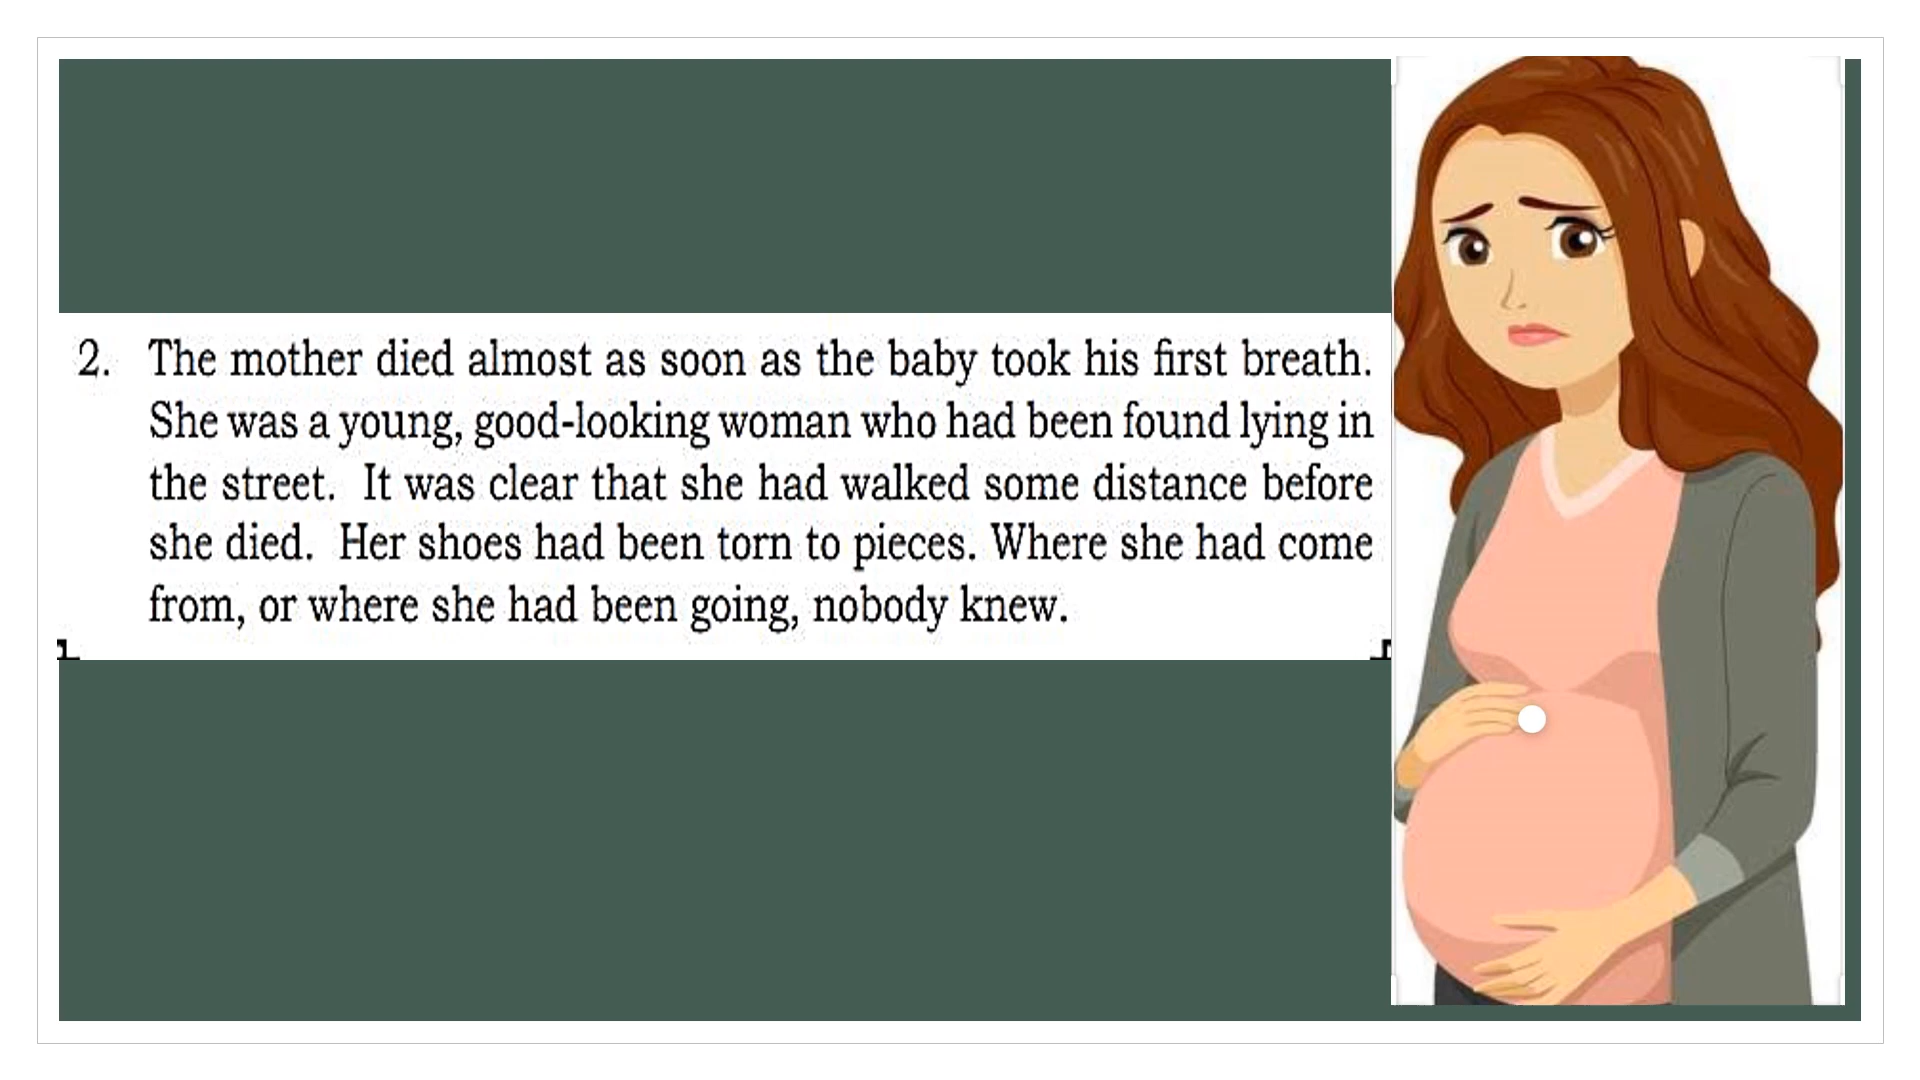 2. The mother died almost as soon as the baby took his first breath.
She was a young, good-looking woman who had been found lying in
the street. It was clear that she had walked some distance before
she died. Her shoes had been torn to pieces. Where she had come
from, or where she had been going, nobody knew.